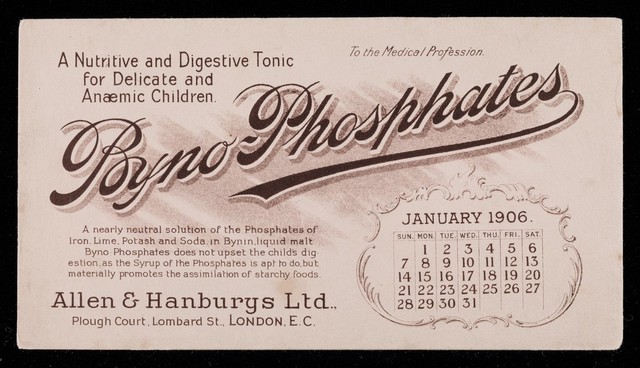 A Nutritive and Digestive Tonic
for Delicate and
Anæmic Children.
To the Medical Profession.
Byno-Phosphates
A nearly neutral solution of the Phosphates of
Iron, Lime, Potash and Soda, in Bynin, liquid malt
Byno Phosphates does not upset the childs dig
estion, as the Syrup of the Phosphates is apt to do, but
materially promotes the assimilation of starchy foods.
Allen & Hanburys Ltd.,
Plough Court, Lombard St., LONDON, E.C.
JANUARY 1906.
SUN. MON. TUE. WED. THU. FRI. SAT.
1 2 3 4 5 6
7 8 9 10 11 12 13
14 15 16 17 18 19 20
21 22 23 24 25 26 27
28 29 30 31